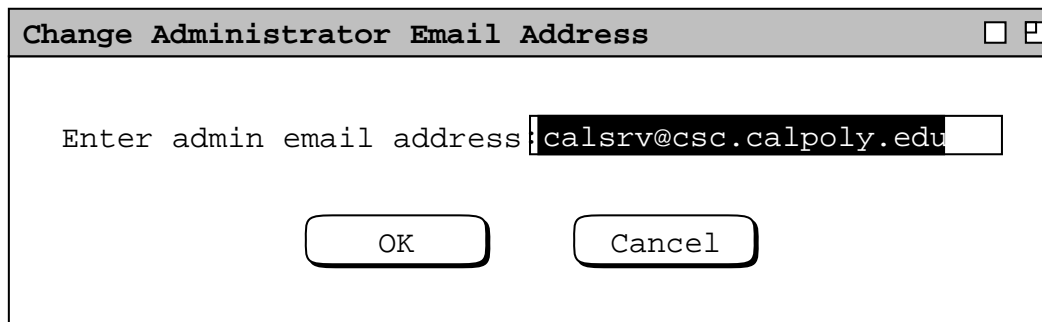 Change Administrator Email Address
Enter admin email address: calsrv@csc.calpoly.edu
OK Cancel